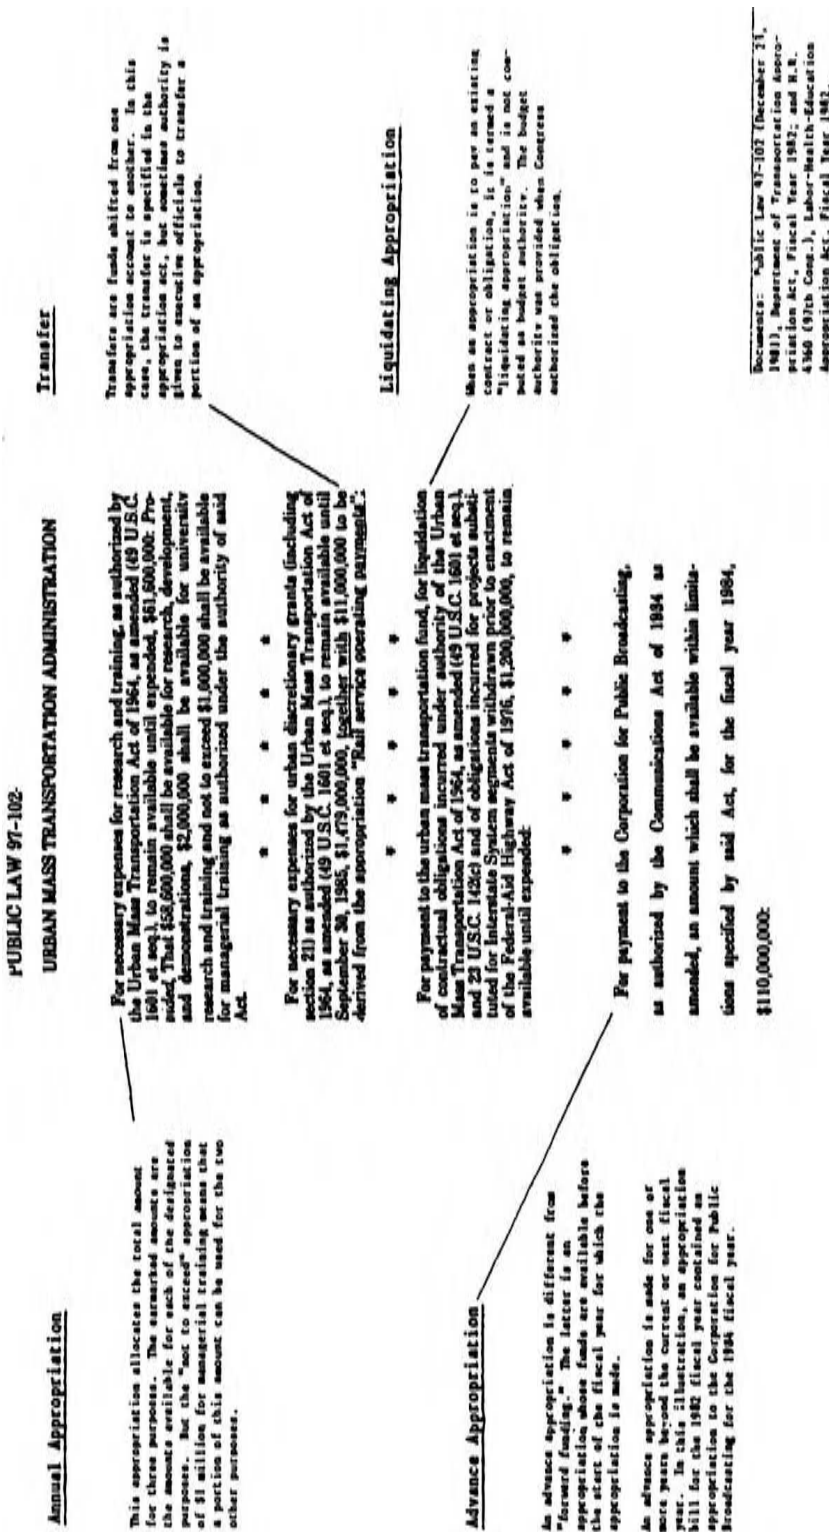 PUBLIC LAW 97-102-
URBAN MASS TRANSPORTATION ADMINISTRATION
Annual Appropriation
This appropriation allocates the total amount
for three purposes. The earmarked amounts are
the amounts available for each of the designated
purposes. But the "not to exceed" appropriation
of $1 million for managerial training means that
a portion of this amount can be used for the two
other purposes.
For necessary expenses for research and training, as authorized by
the Urban Mass Transportation Act of 1964, as amended (49 U.S.C.
1601 et seq.), to remain available until expended, $61,600,000: Pro-
vided, That $58,600,000 shall be available for research, development,
and demonstrations, $2,000,000 shall be available for university
research and training and not to exceed $1,000,000 shall be available
for managerial training as authorized under the authority of said
Act.
* * * * *
For necessary expenses for urban discretionary grants (including
section 21) as authorized by the Urban Mass Transportation Act of
1964, as amended (49 U.S.C. 1601 et seq.), to remain available until
September 30, 1985, $1,479,000,000, together with $11,000,000 to be
derived from the appropriation "Rail service operating payments":
* * * * *
For payment to the urban mass transportation fund, for liquidation
of contractual obligations incurred under authority of the Urban
Mass Transportation Act of 1964, as amended (49 U.S.C. 1601 et seq.),
and 23 U.S.C. 142(c) and of obligations incurred for projects substi-
tuted for Interstate System segments withdrawn prior to enactment
of the Federal-Aid Highway Act of 1976, $1,200,000,000, to remain
available until expended:
* * * * *
Transfer
Transfers are funds shifted from one
appropriation account to another. In this
case, the transfer is specified in the
appropriation act, but sometimes authority is
given to executive officials to transfer a
portion of an appropriation.
Liquidating Appropriation
When an appropriation is to pay an existing
contract or obligation, it is termed a
"liquidating appropriation" and is not com-
puted as budget authority. The budget
authority was provided when Congress
authorized the obligation.
Advance Appropriation
An advance appropriation is different from
"forward funding." The latter is an
appropriation whose funds are available before
the start of the fiscal year for which the
appropriation is made.
An advance appropriation is made for one or
more years beyond the current or next fiscal
year. In this illustration, an appropriation
bill for the 1982 fiscal year contained an
appropriation to the Corporation for Public
Broadcasting for the 1984 fiscal year.
For payment to the Corporation for Public Broadcasting,
as authorized by the Communications Act of 1934 as
amended, an amount which shall be available within limita-
tions specified by said Act, for the fiscal year 1984,
$110,000,000:
Documents: Public Law 97-102 (December 21,
1981), Department of Transportation Appro-
priation Act, Fiscal Year 1982; and H.R.
4560 (97th Cong.), Labor-Health-Education
Appropriation Act, Fiscal Year 1982.